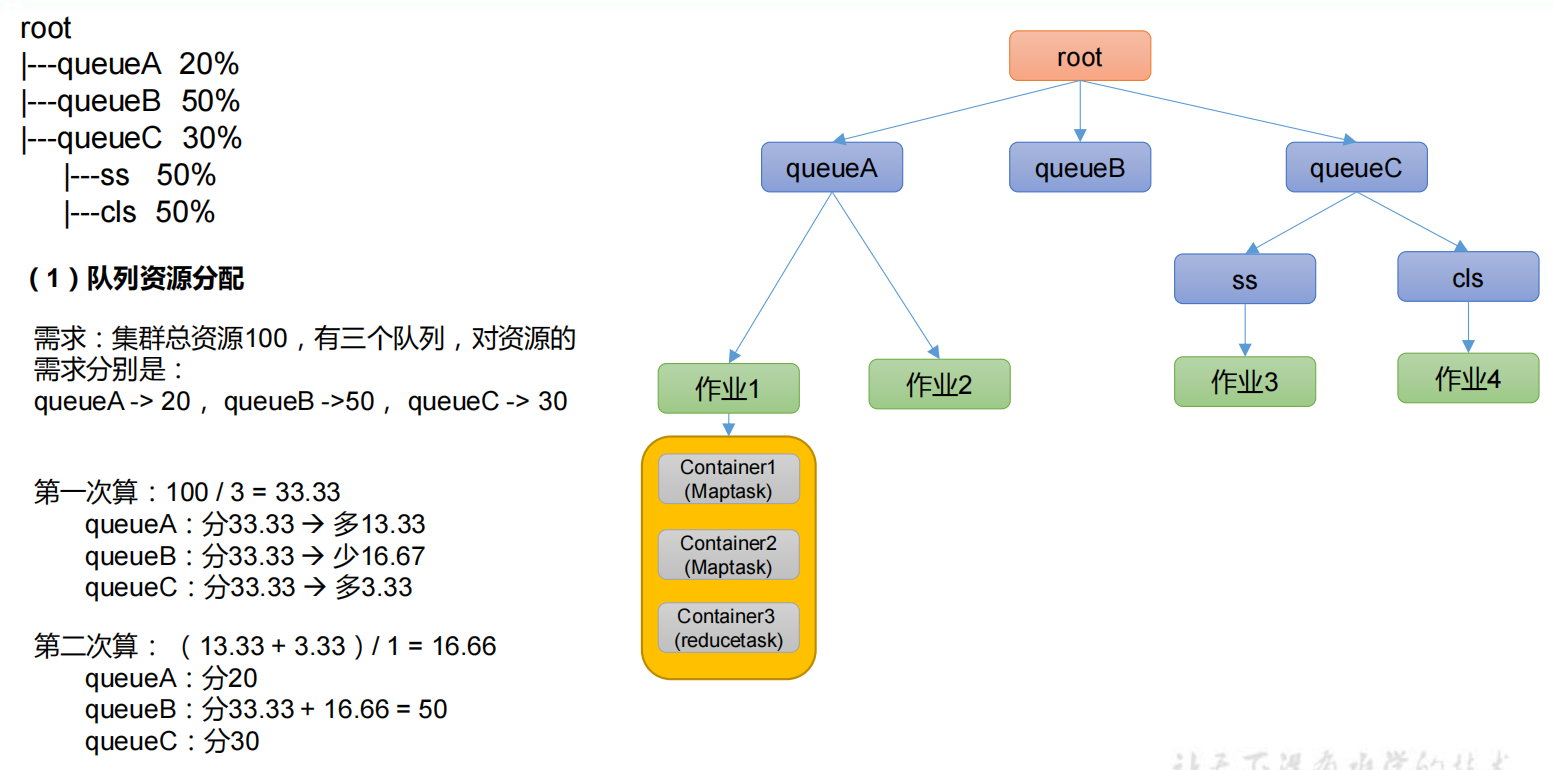 root
|---queueA 20%
|---queueB 50%
|---queueC 30%
|---ss 50%
|---cls 50%
（1）队列资源分配
需求：集群总资源100，有三个队列，对资源的
需求分别是：
queueA -> 20 ， queueB ->50 ， queueC -> 30
第一次算：100 / 3 = 33.33
queueA：分33.33 → 多13.33
queueB：分33.33 → 少16.67
queueC：分33.33 → 多3.33
第二次算： （13.33 + 3.33 ）/ 1 = 16.66
queueA：分20
queueB：分33.33 + 16.66 = 50
queueC：分30
root
queueA
queueB
queueC
ss
cls
作业1
作业2
作业3
作业4
Container1
(Maptask)
Container2
(Maptask)
Container3
(reducetask)